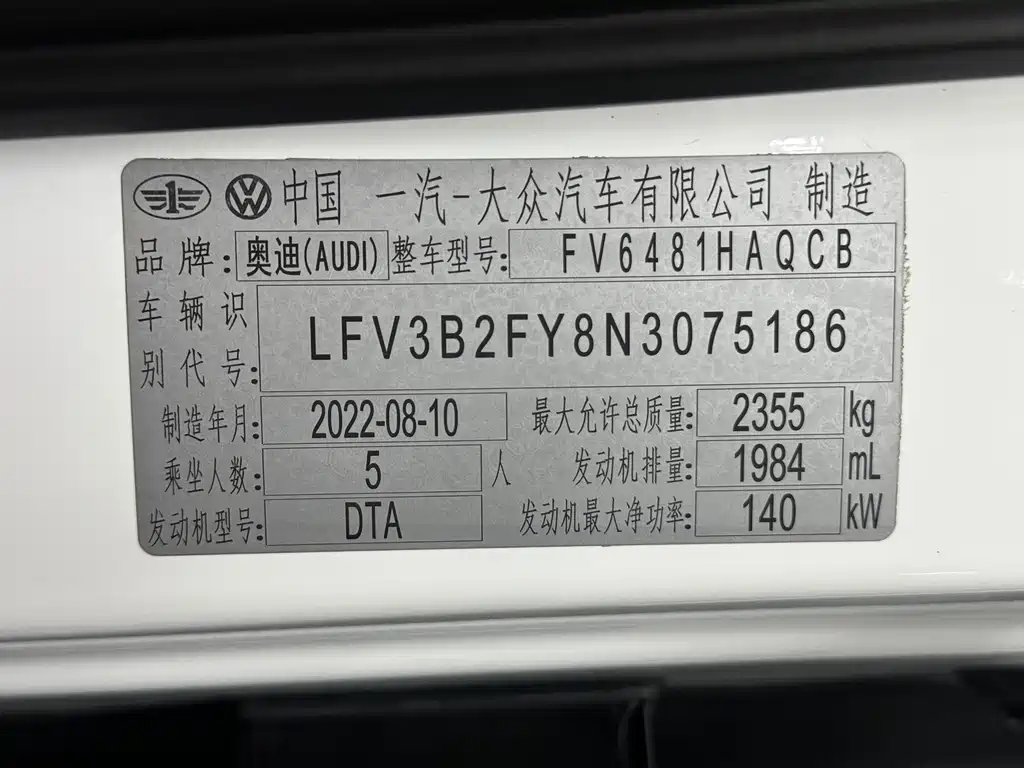 中国 一汽-大众汽车有限公司 制造
品牌: 奥迪(AUDI) 整车型号: FV6481HAQCB
车辆识别代号: LFV3B2FY8N3075186
制造年月: 2022-08-10 最大允许总质量: 2355 kg
乘坐人数: 5 人 发动机排量: 1984 mL
发动机型号: DTA 发动机最大净功率: 140 kW